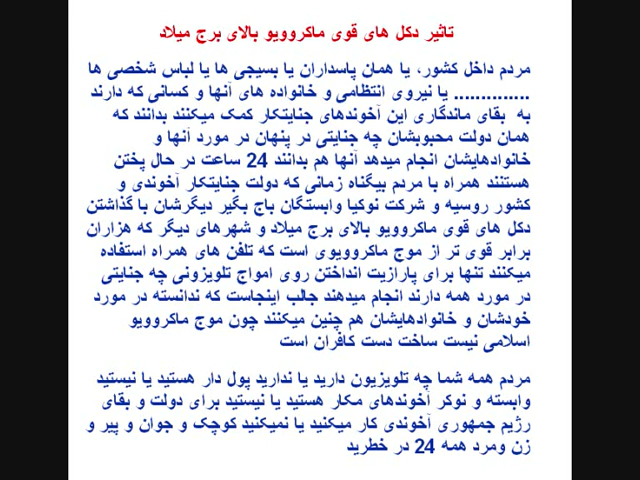 تاثیر دکل های قوی ماکروویو بالای برج میلاد
مردم داخل کشور، یا همان پاسداران یا بسیجی ها یا لباس شخصی ها
.............. یا نیروی انتظامی و خانواده های آنها و کسانی که دارند
به بقای ماندگاری این آخوندهای جنایتکار کمک میکنند بدانند که
همان دولت محبوبشان چه جنایتی در پنهان در مورد آنها و
خانوادهایشان انجام میدهد آنها هم بدانند 24 ساعت در حال پختن
هستنند همراه با مردم بیگناه زمانی که دولت جنایتکار آخوندی و
کشور روسیه و شرکت نوکیا وابستگان باج بگیر دیگرشان با گذاشتن
دکل های قوی ماکروویو بالای برج میلاد و شهرهای دیگر که هزاران
برابر قوی تر از موج ماکروویوی است که تلفن های همراه استفاده
میکنند تنها برای پارازیت انداختن روی امواج تلویزونی چه جنایتی
در مورد همه دارند انجام میدهند جالب اینجاست که ندانسته در مورد
خودشان و خانوادهایشان هم چنین میکنند چون موج ماکروویو
اسلامی نیست ساخت دست کافران است
مردم همه شما چه تلویزیون دارید یا ندارید پول دار هستید یا نیستید
وابسته و نوکر آخوندهای مکار هستید یا نیستید برای دولت و بقای
رژیم جمهوری آخوندی کار میکنید یا نمیکنید کوچک و جوان و پیر و
زن ومرد همه 24 در خطرید